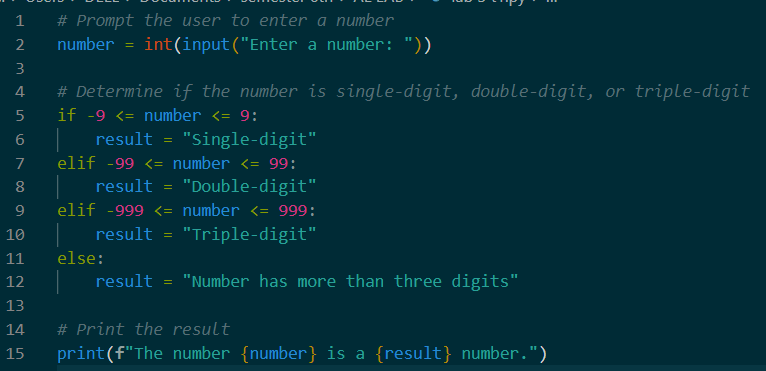 1 # Prompt the user to enter a number
2 number = int(input("Enter a number: "))
3
4 # Determine if the number is single-digit, double-digit, or triple-digit
5 if -9 <= number <= 9:
6     result = "Single-digit"
7 elif -99 <= number <= 99:
8     result = "Double-digit"
9 elif -999 <= number <= 999:
10     result = "Triple-digit"
11 else:
12     result = "Number has more than three digits"
13
14 # Print the result
15 print(f"The number {number} is a {result} number.")